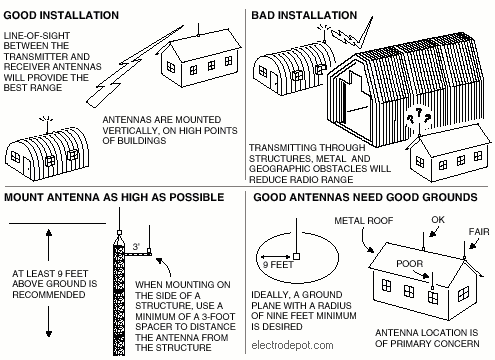 GOOD INSTALLATION
LINE-OF-SIGHT
BETWEEN THE
TRANSMITTER AND
RECEIVER ANTENNAS
WILL PROVIDE THE
BEST RANGE
ANTENNAS ARE MOUNTED
VERTICALLY, ON HIGH POINTS
OF BUILDINGS
BAD INSTALLATION
? ? ?
TRANSMITTING THROUGH
STRUCTURES, METAL AND
GEOGRAPHIC OBSTACLES WILL
REDUCE RADIO RANGE
MOUNT ANTENNA AS HIGH AS POSSIBLE
3'
AT LEAST 9 FEET
ABOVE GROUND IS
RECOMMENDED
WHEN MOUNTING ON
THE SIDE OF A
STRUCTURE, USE A
MINIMUM OF A 3-FOOT
SPACER TO DISTANCE
THE ANTENNA FROM
THE STRUCTURE
GOOD ANTENNAS NEED GOOD GROUNDS
9 FEET
IDEALLY, A GROUND
PLANE WITH A RADIUS
OF NINE FEET MINIMUM
IS DESIRED
electrodepot.com
METAL ROOF
OK
FAIR
POOR
ANTENNA LOCATION IS
OF PRIMARY CONCERN